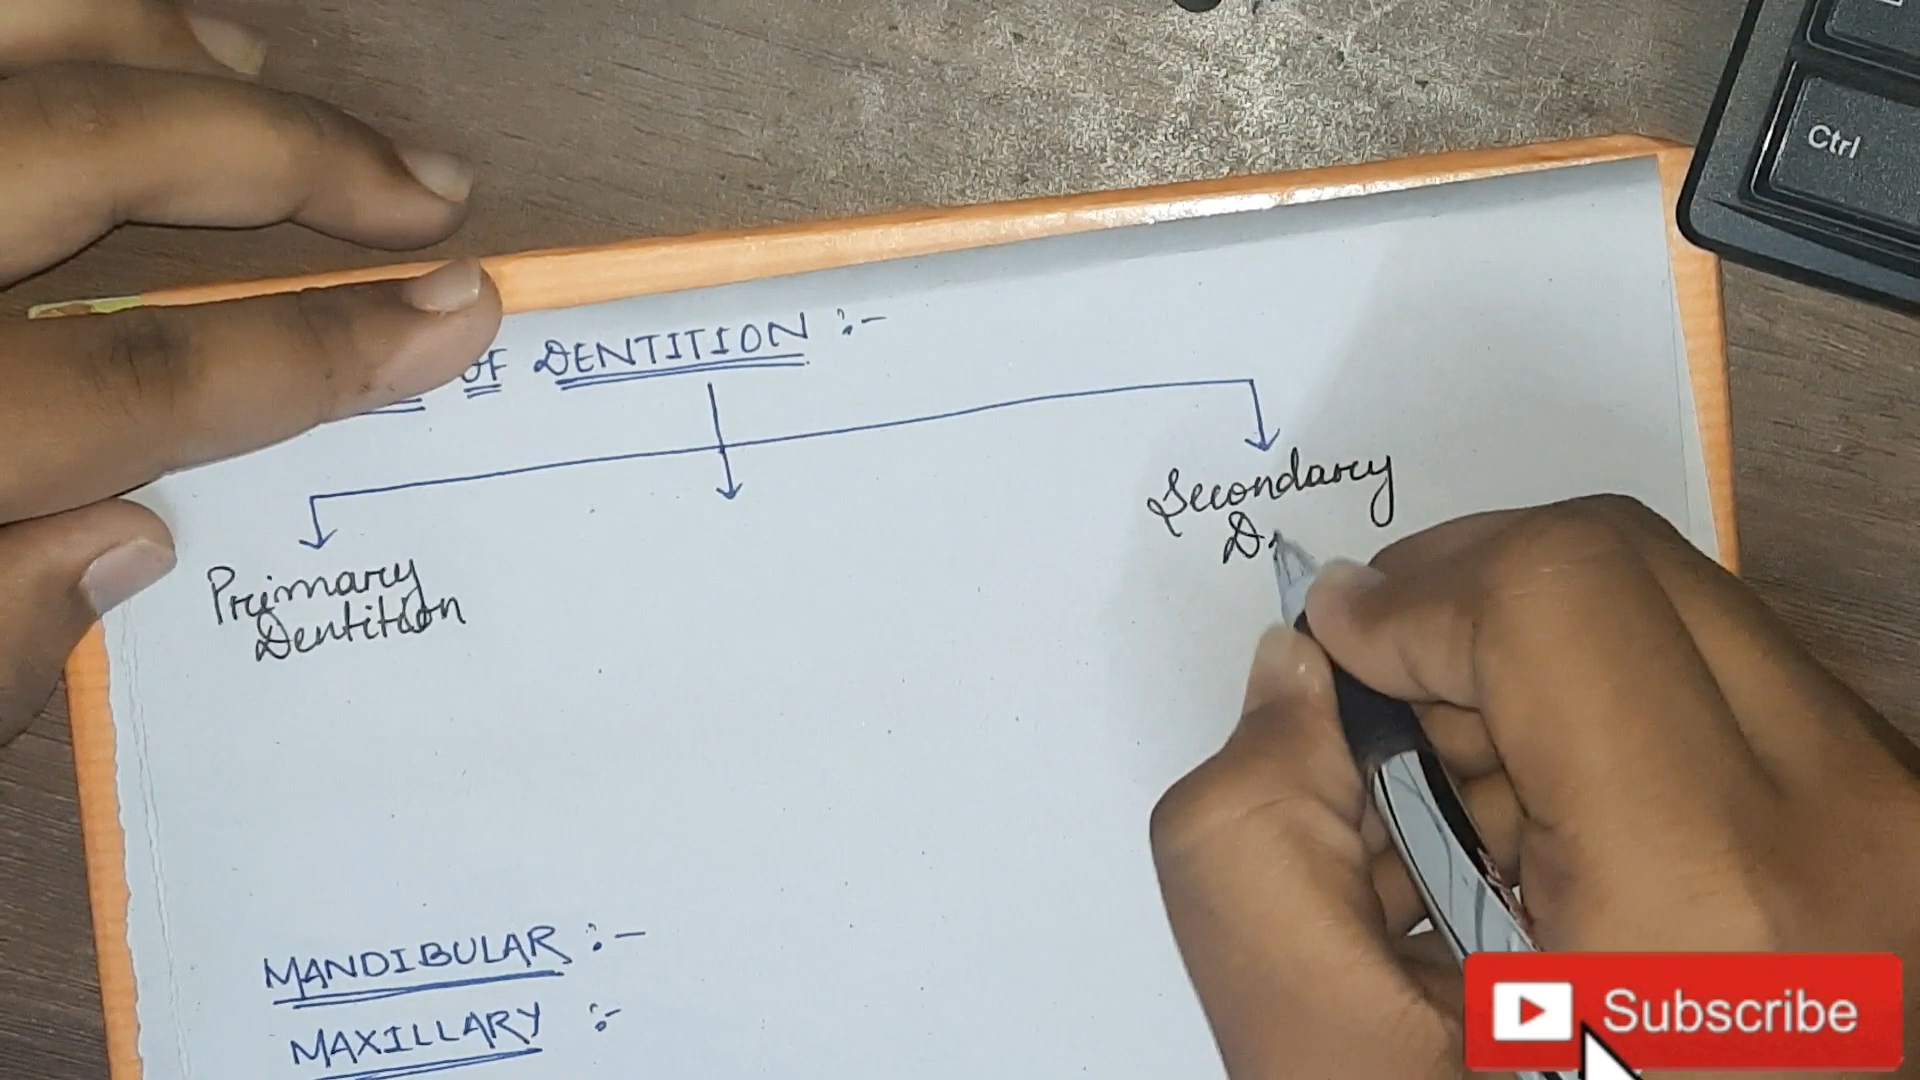 Ctrl
OF DENTITION :-
Secondary
D
Primary
Dentition
MANDIBULAR :-
MAXILLARY :-
Subscribe